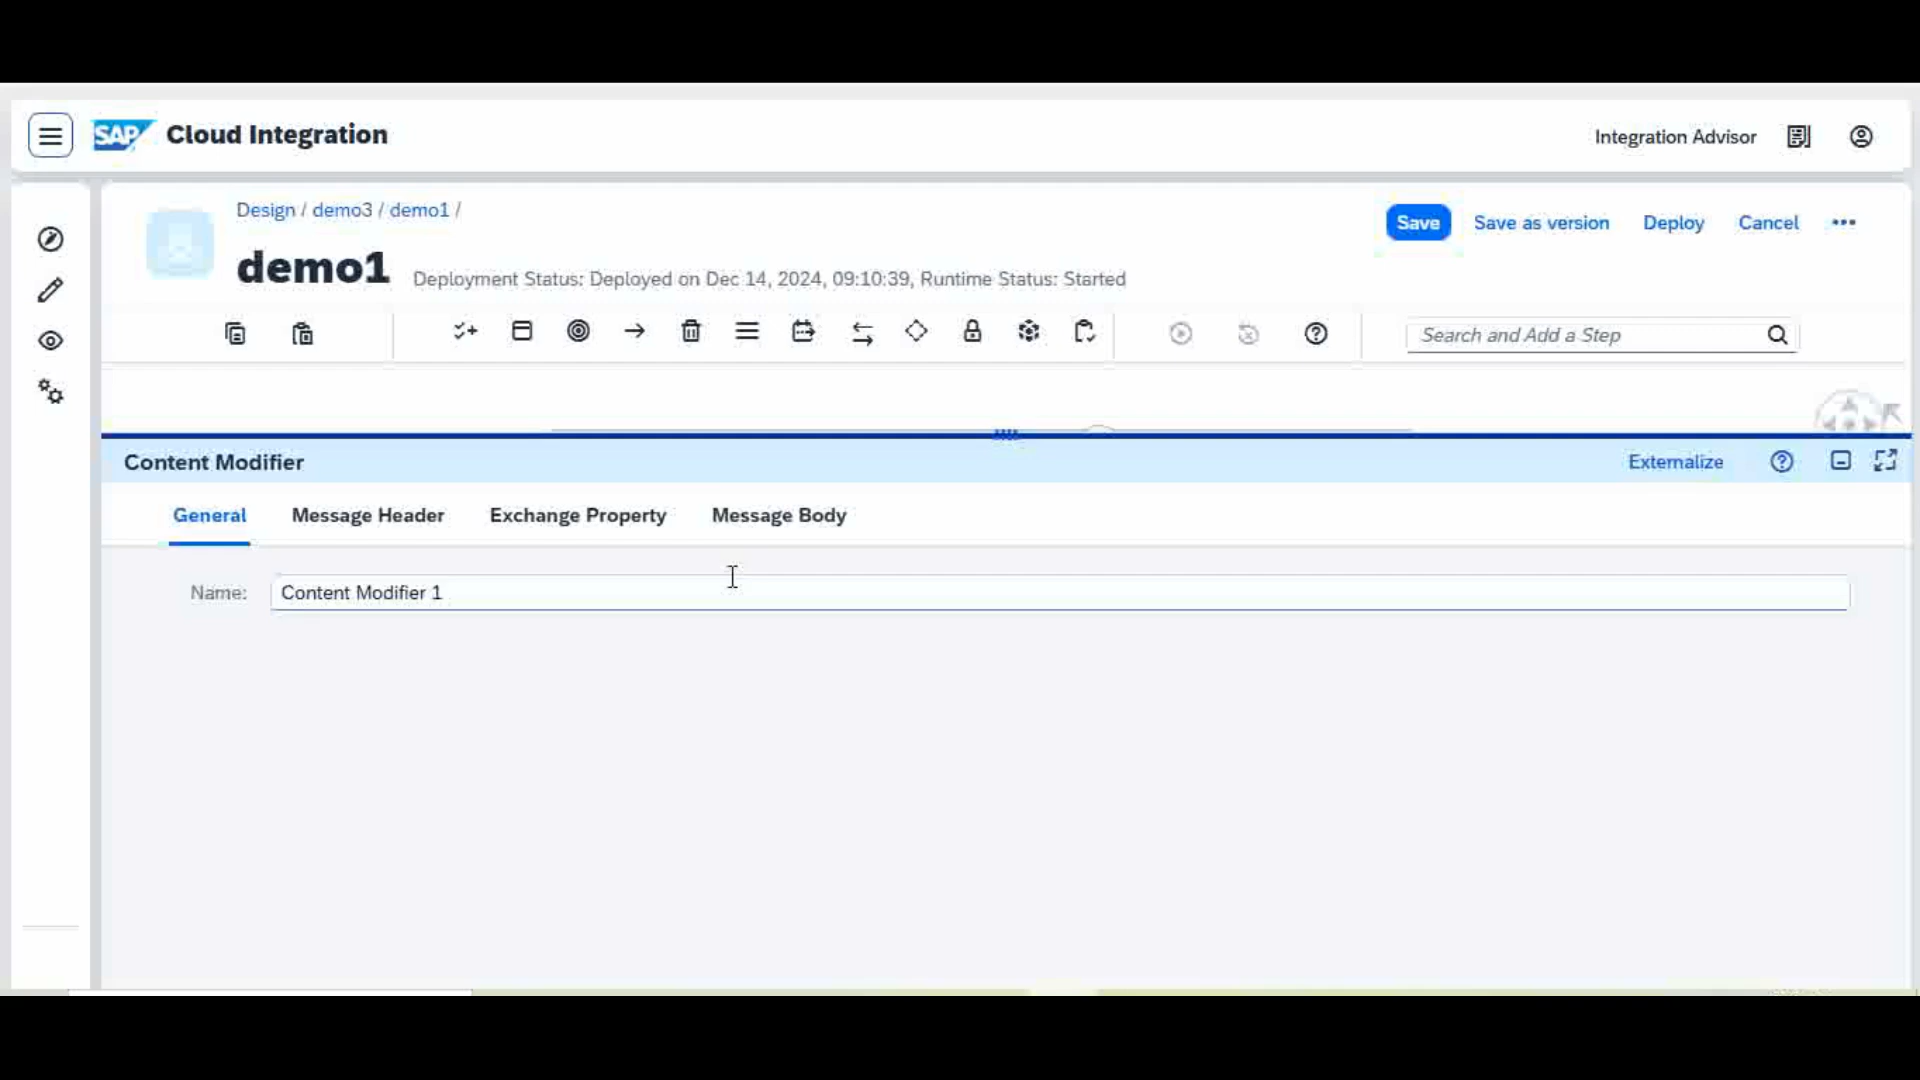 SAP Cloud Integration
Integration Advisor
Design / demo3 / demo1 /
Save
Save as version
Deploy
Cancel
demo1
Deployment Status: Deployed on Dec 14, 2024, 09:10:39, Runtime Status: Started
Search and Add a Step
Content Modifier
Externalize
General
Message Header
Exchange Property
Message Body
Name:
Content Modifier 1